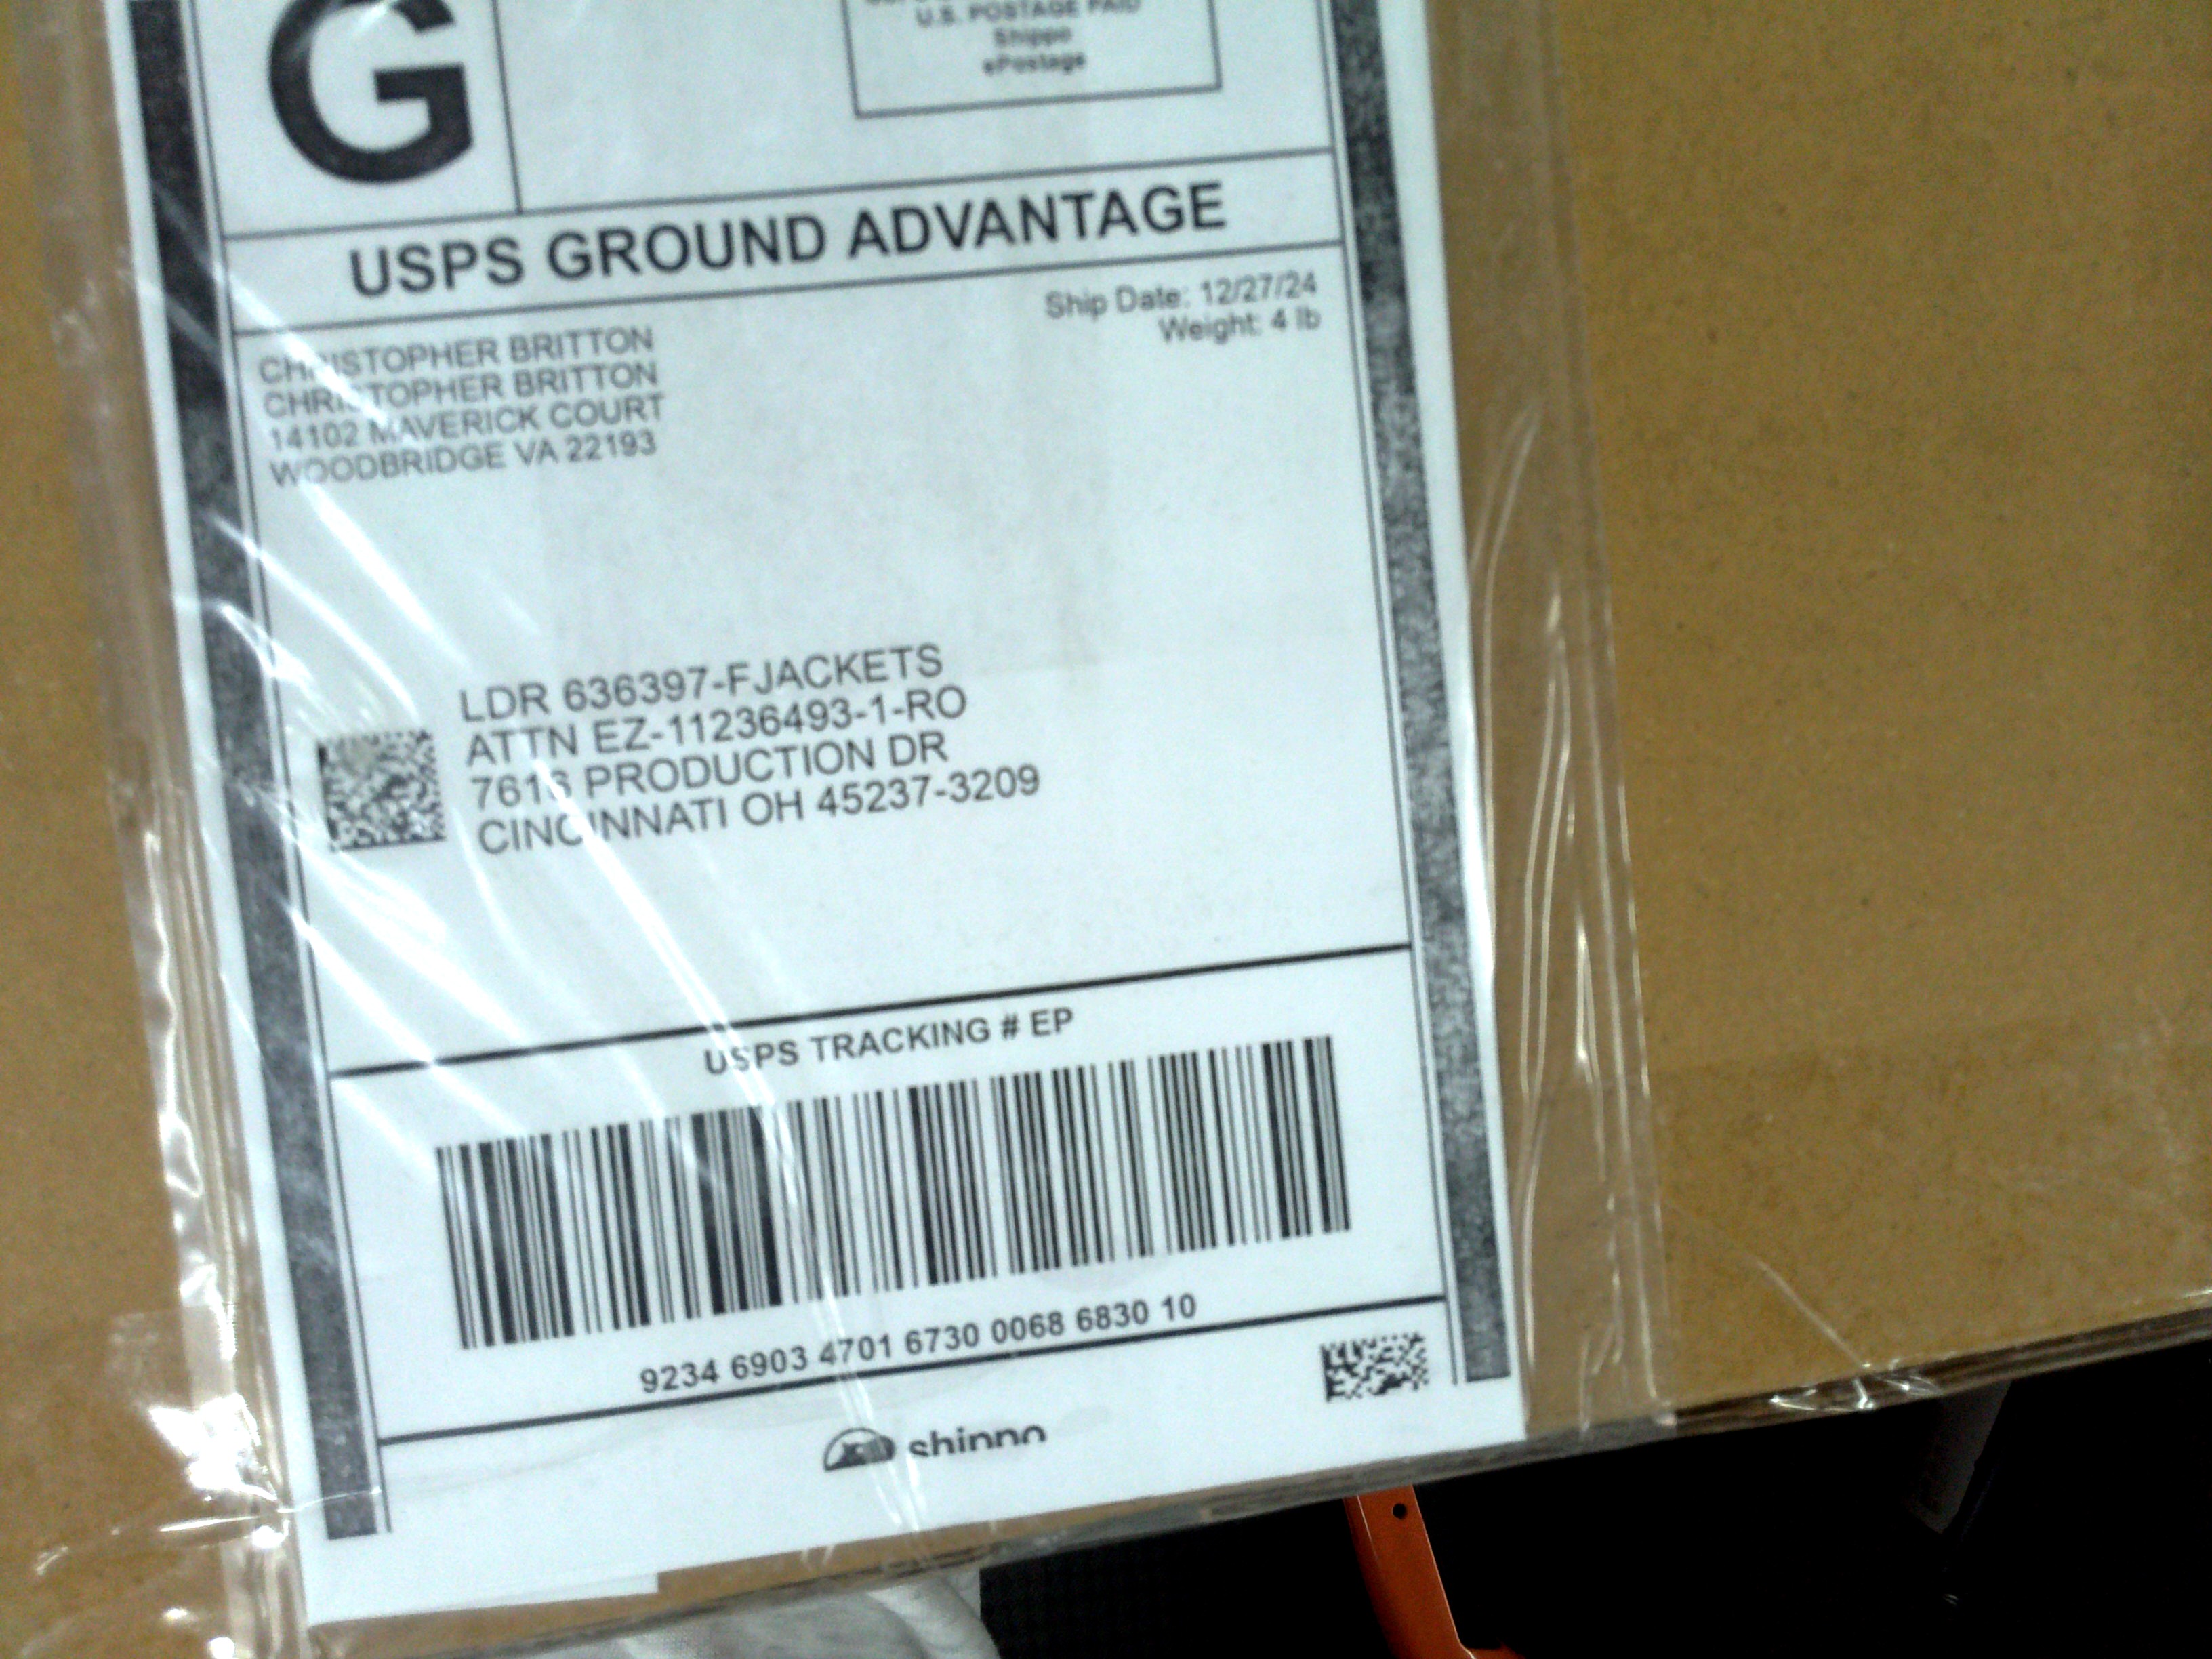 G
U.S. POSTAGE PAID
Shippo
ePostage
USPS GROUND ADVANTAGE
Ship Date: 12/27/24
Weight: 4 lb
CHRISTOPHER BRITTON
CHRISTOPHER BRITTON
14102 MAVERICK COURT
WOODBRIDGE VA 22193
LDR 636397-FJACKETS
ATTN EZ-11236493-1-RO
7616 PRODUCTION DR
CINCINNATI OH 45237-3209
USPS TRACKING # EP
9234 6903 4701 6730 0068 6830 10
shippo